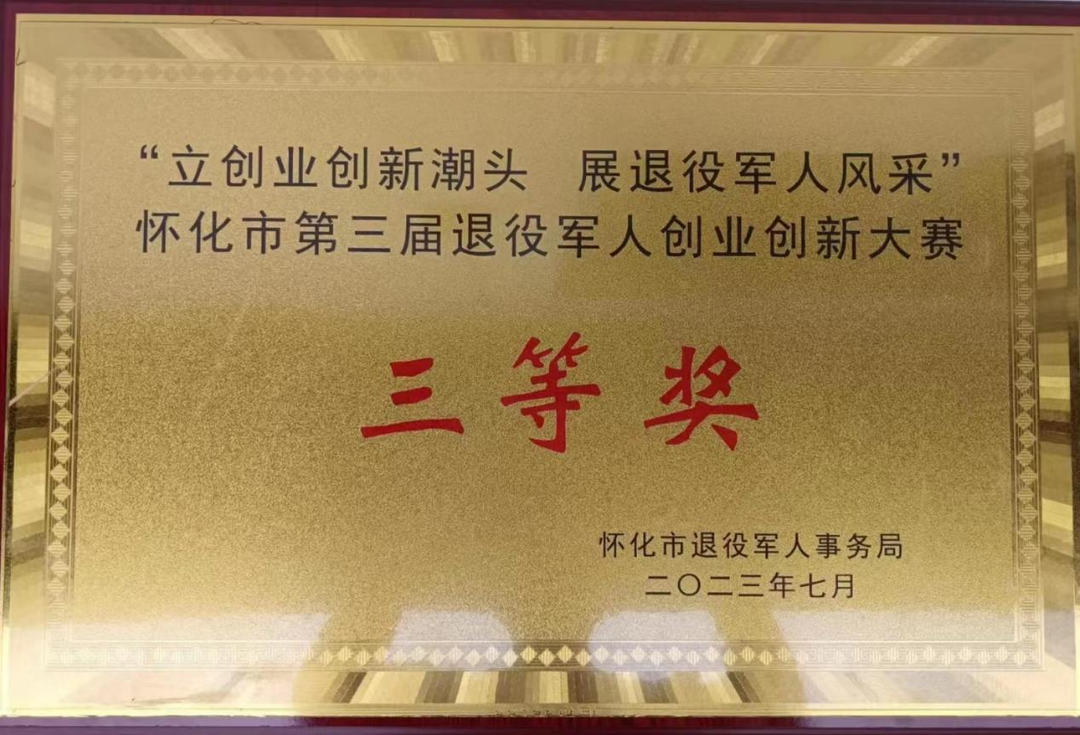 “立创业创新潮头 展退役军人风采”
怀化市第三届退役军人创业创新大赛
三等奖
怀化市退役军人事务局
二〇二三年七月